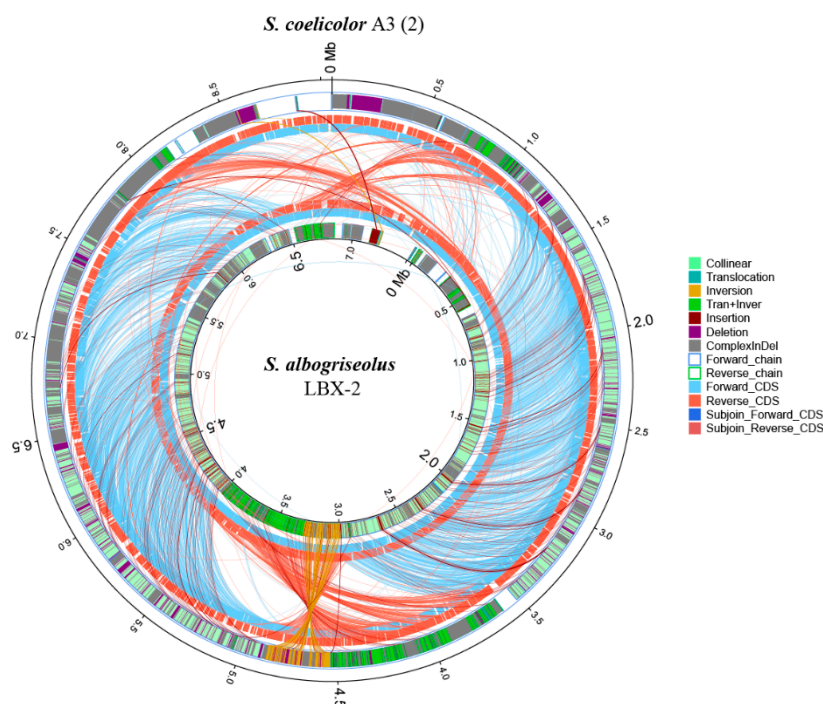 S. coelicolor A3 (2)
0 Mb
0.5
1.0
1.5
2.0
2.5
3.0
3.5
4.0
4.5
5.0
5.5
6.0
6.5
7.0
7.5
8.0
8.5
0 Mb
0.5
1.0
1.5
2.0
2.5
3.0
3.5
4.0
4.5
5.0
5.5
6.0
6.5
7.0
S. albogriseolus
LBX-2
Collinear
Translocation
Inversion
Tran+Inver
Insertion
Deletion
ComplexInDel
Forward_chain
Reverse_chain
Forward_CDS
Reverse_CDS
Subjoin_Forward_CDS
Subjoin_Reverse_CDS